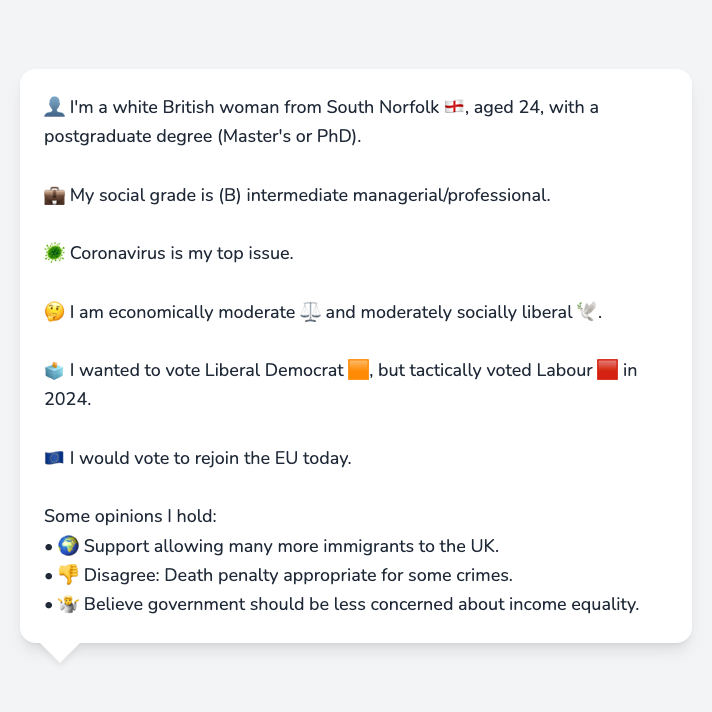 👤 I'm a white British woman from South Norfolk 🏴󠁧󠁢󠁥󠁮󠁧󠁿, aged 24, with a
postgraduate degree (Master's or PhD).
💼 My social grade is (B) intermediate managerial/professional.
🦠 Coronavirus is my top issue.
🤔 I am economically moderate ⚖️ and moderately socially liberal 🕊️.
🗳️ I wanted to vote Liberal Democrat 🟧, but tactically voted Labour 🟥 in
2024.
🇪🇺 I would vote to rejoin the EU today.
Some opinions I hold:
• 🌍 Support allowing many more immigrants to the UK.
• 👎 Disagree: Death penalty appropriate for some crimes.
• 🤷 Believe government should be less concerned about income equality.